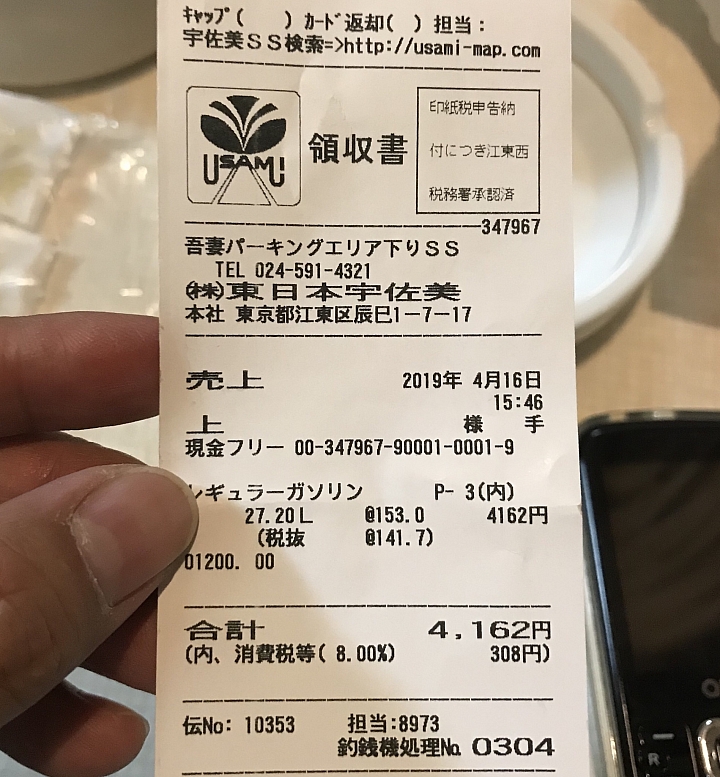 ｷｬｯﾌﾟ(　　) ｶｰﾄﾞ返却(　) 担当:
宇佐美ＳＳ検索=>http://usami-map.com
USAMI
領収書
印紙税申告納
付につき江東西
税務署承認済
347967
吾妻パーキングエリア下りＳＳ
TEL 024-591-4321
㈱東日本宇佐美
本社 東京都江東区辰巳1-7-17
売上 2019年 4月16日
15:46
上 様 手
現金フリー 00-347967-90001-0001-9
レギュラーガソリン P- 3(内)
27.20L @153.0 4162円
(税抜 @141.7)
01200. 00
合計 4,162円
(内、消費税等( 8.00%) 308円)
伝No: 10353 担当:8973
釣銭機処理№ 0304
R